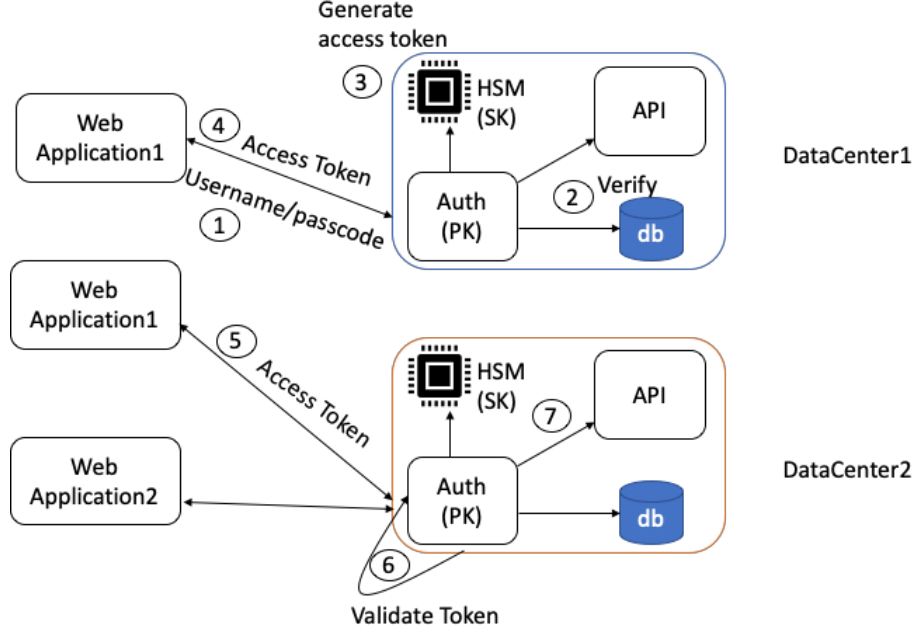 Generate
access token
3
HSM
(SK)
API
Web
Application1
4
Access Token
DataCenter1
Username/passcode
1
Auth
(PK)
2
Verify
db
Web
Application1
5
Access Token
HSM
(SK)
7
API
Web
Application2
DataCenter2
Auth
(PK)
db
6
Validate Token